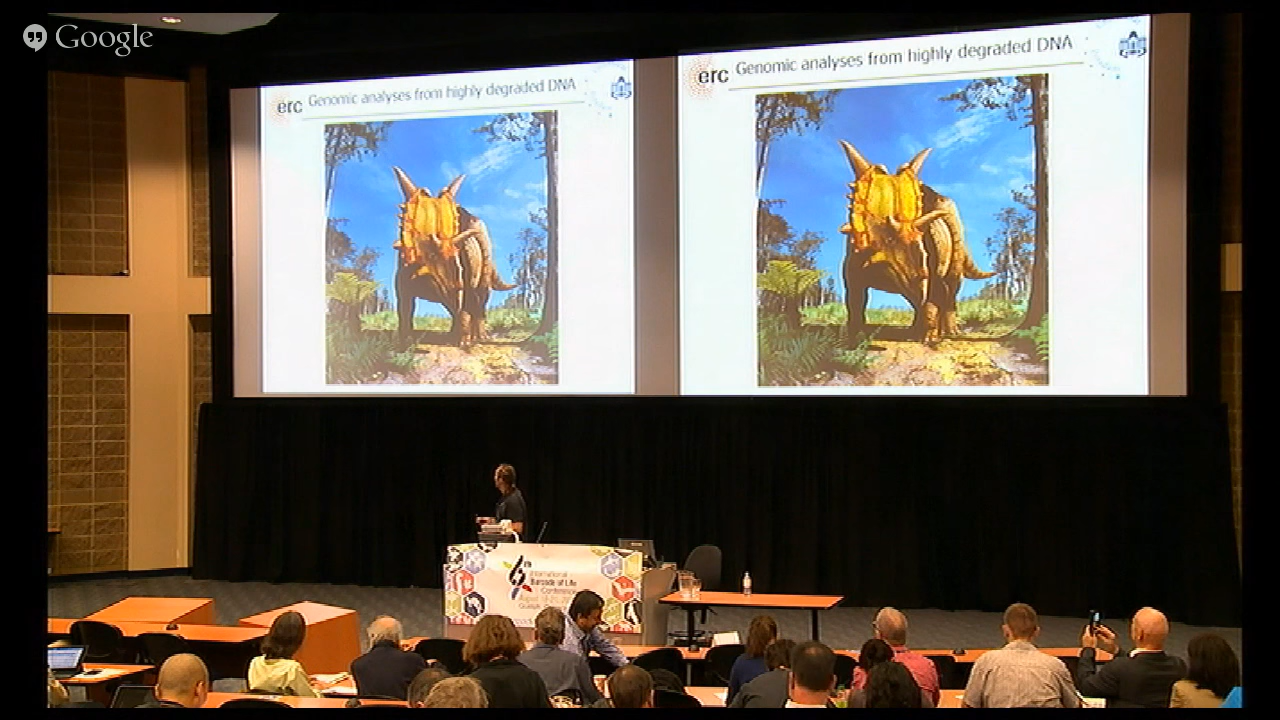 Google
erc Genomic analyses from highly degraded DNA
erc Genomic analyses from highly degraded DNA
6th
International
Barcode of Life
Conference